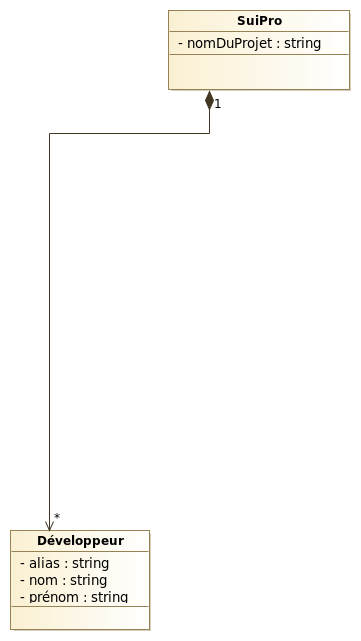 SuiPro
- nomDuProjet : string
1
*
Développeur
- alias : string
- nom : string
- prénom : string